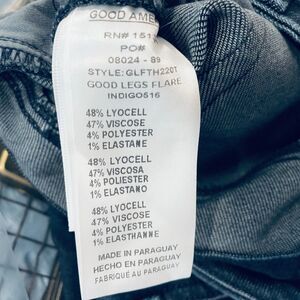 GOOD AME
RN# 151
PO#
08024 - 89
STYLE: GLFTH220T
GOOD LEGS FLARE
INDIGO516
48% LYOCELL
47% VISCOSE
4% POLYESTER
1% ELASTANE
48% LYOCELL
47% VISCOSA
4% POLIESTER
1% ELASTANO
48% LYOCELL
47% VISCOSE
4% POLYESTER
1% ELASTHANNE
MADE IN PARAGUAY
HECHO EN PARAGUAY
FABRIQUÉ AU PARAGUAY